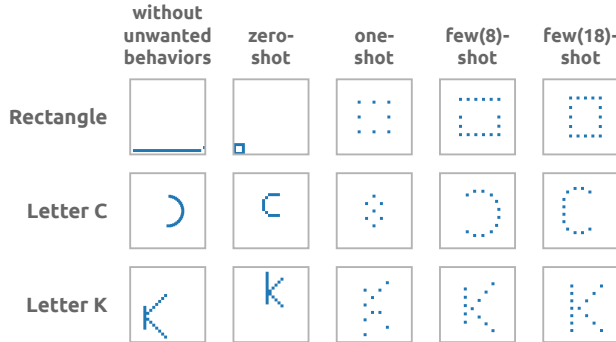 without
unwanted
behaviors
zero-
shot
one-
shot
few(8)-
shot
few(18)-
shot
Rectangle
Letter C
Letter K